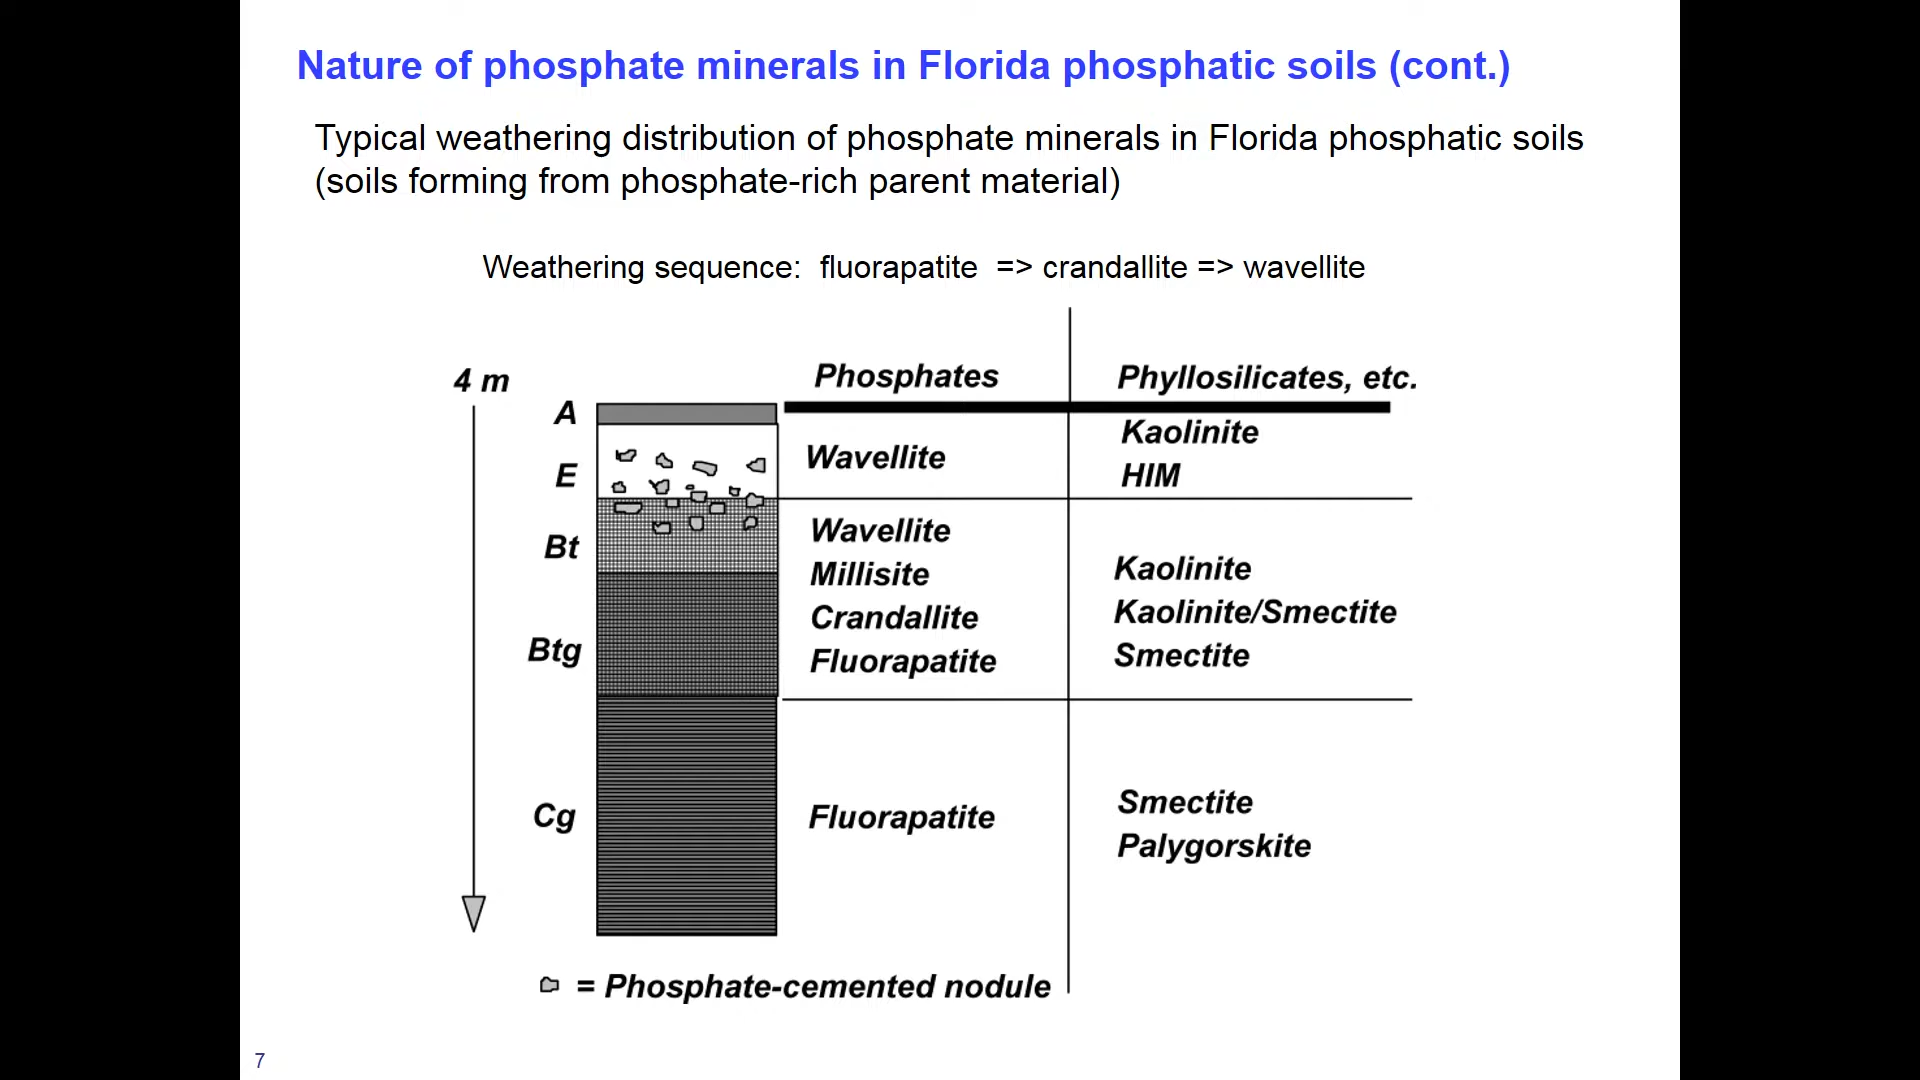 Nature of phosphate minerals in Florida phosphatic soils (cont.)
Typical weathering distribution of phosphate minerals in Florida phosphatic soils
(soils forming from phosphate-rich parent material)
Weathering sequence: fluorapatite => crandallite => wavellite
4 m
Phosphates
Phyllosilicates, etc.
A
E
Wavellite
Kaolinite
HIM
Bt
Btg
Wavellite
Millisite
Crandallite
Fluorapatite
Kaolinite
Kaolinite/Smectite
Smectite
Cg
Fluorapatite
Smectite
Palygorskite
= Phosphate-cemented nodule
7